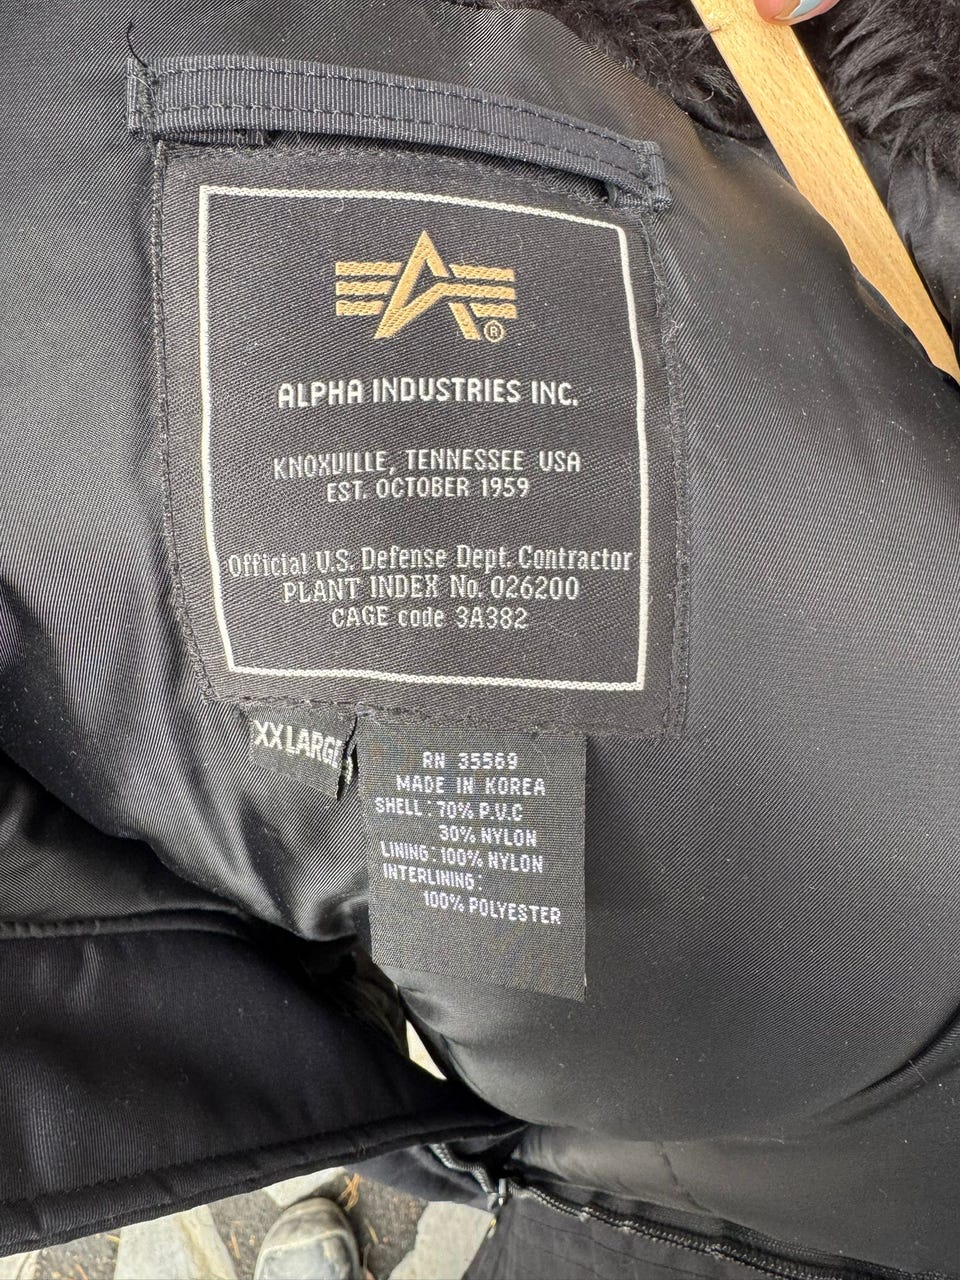 ®
ALPHA INDUSTRIES INC.
KNOXVILLE, TENNESSEE USA
EST. OCTOBER 1959
Official U.S. Defense Dept. Contractor
PLANT INDEX No. 026200
CAGE code 3A382
XX LARGE
RN 35569
MADE IN KOREA
SHELL: 70% P.V.C
30% NYLON
LINING: 100% NYLON
INTERLINING:
100% POLYESTER